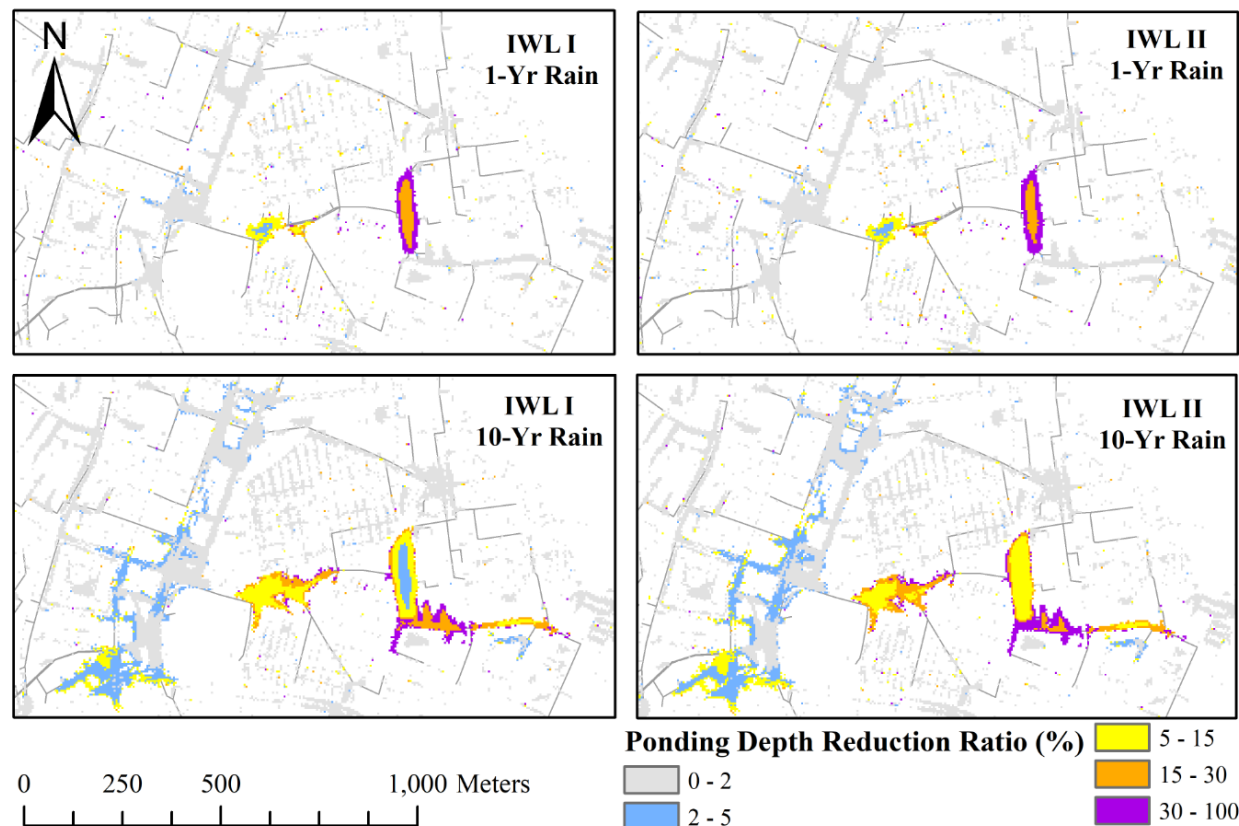 N
IWL I
1-Yr Rain
IWL II
1-Yr Rain
IWL I
10-Yr Rain
IWL II
10-Yr Rain
0 250 500 1,000 Meters
Ponding Depth Reduction Ratio (%)
0 - 2
2 - 5
5 - 15
15 - 30
30 - 100